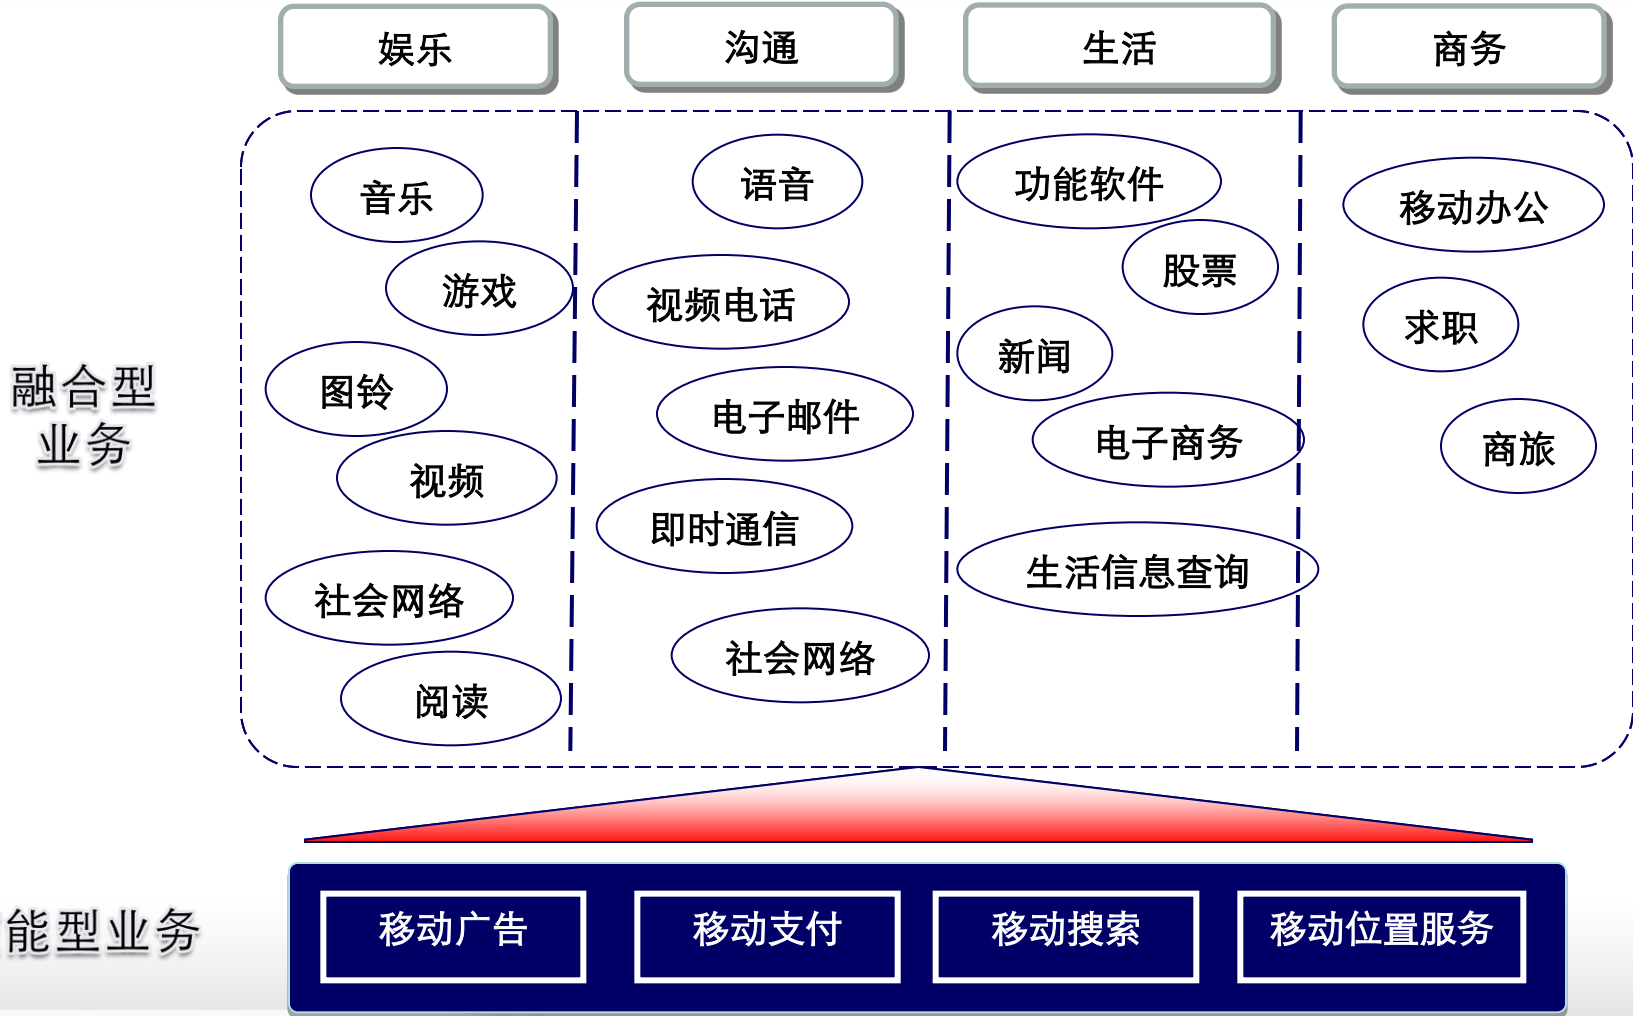 娱乐
沟通
生活
商务
音乐
游戏
图铃
视频
社会网络
阅读
语音
视频电话
电子邮件
即时通信
社会网络
功能软件
股票
新闻
电子商务
生活信息查询
移动办公
求职
商旅
融合型
业务
能型业务
移动广告
移动支付
移动搜索
移动位置服务